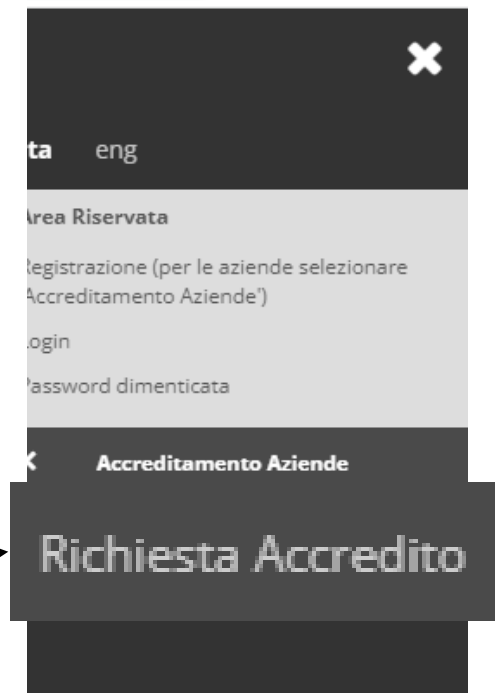 ta eng
Area Riservata
Registrazione (per le aziende selezionare
'Accreditamento Aziende')
Login
Password dimenticata
Accreditamento Aziende
Richiesta Accredito